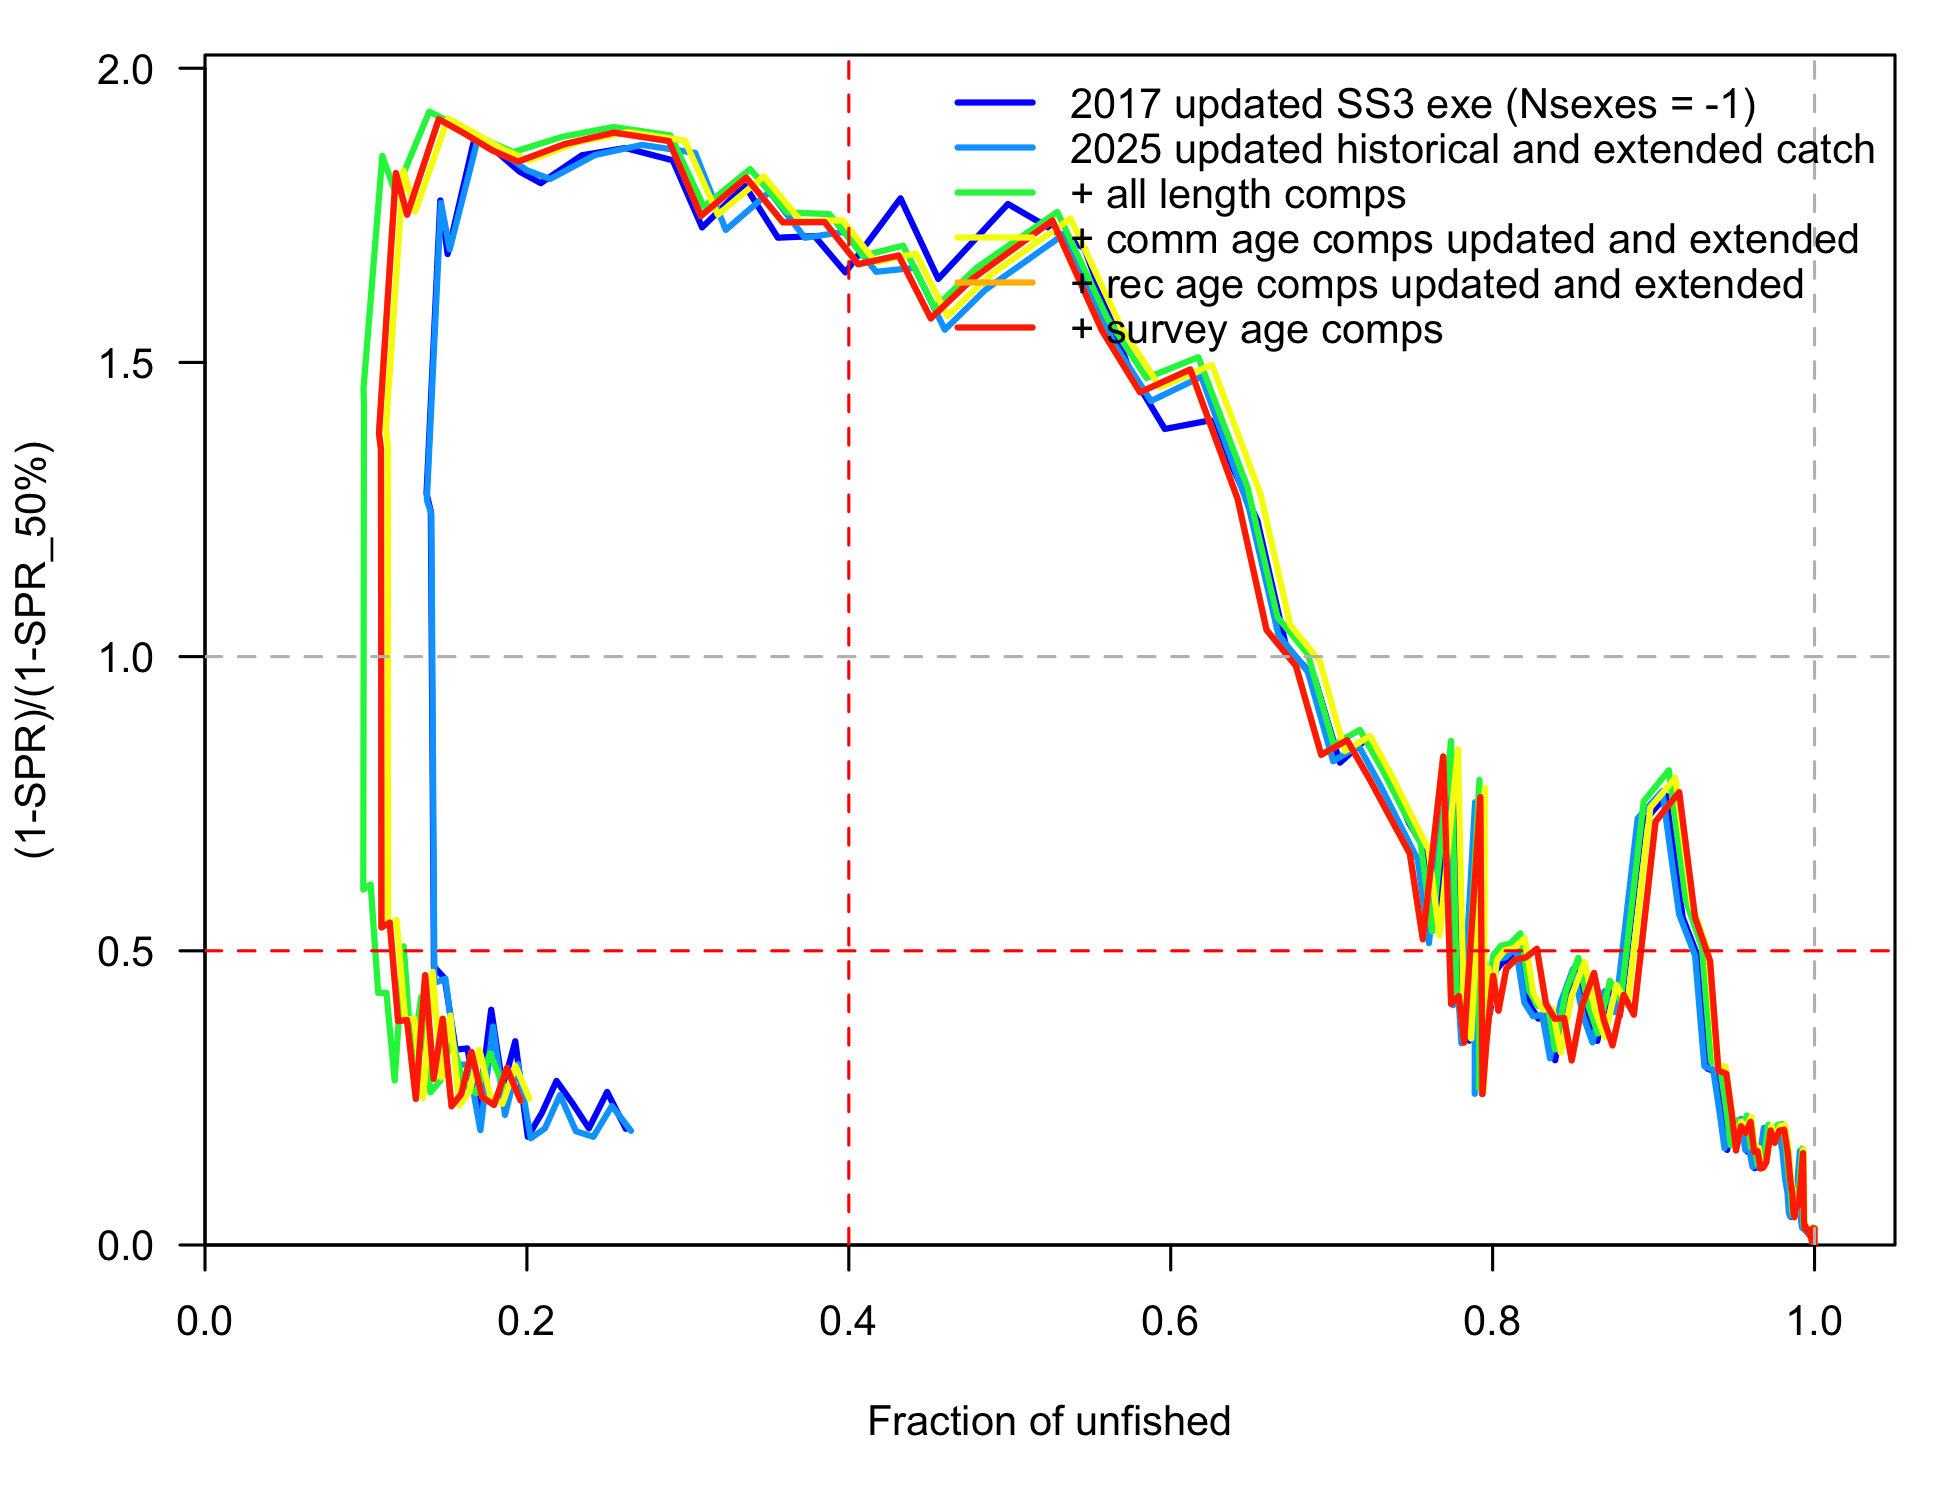 2.0
1.5
1.0
0.5
0.0
(1-SPR)/(1-SPR_50%)
2017 updated SS3 exe (Nsexes = -1)
2025 updated historical and extended catch
+ all length comps
+ comm age comps updated and extended
+ rec age comps updated and extended
+ survey age comps
0.0 0.2 0.4 0.6 0.8 1.0
Fraction of unfished